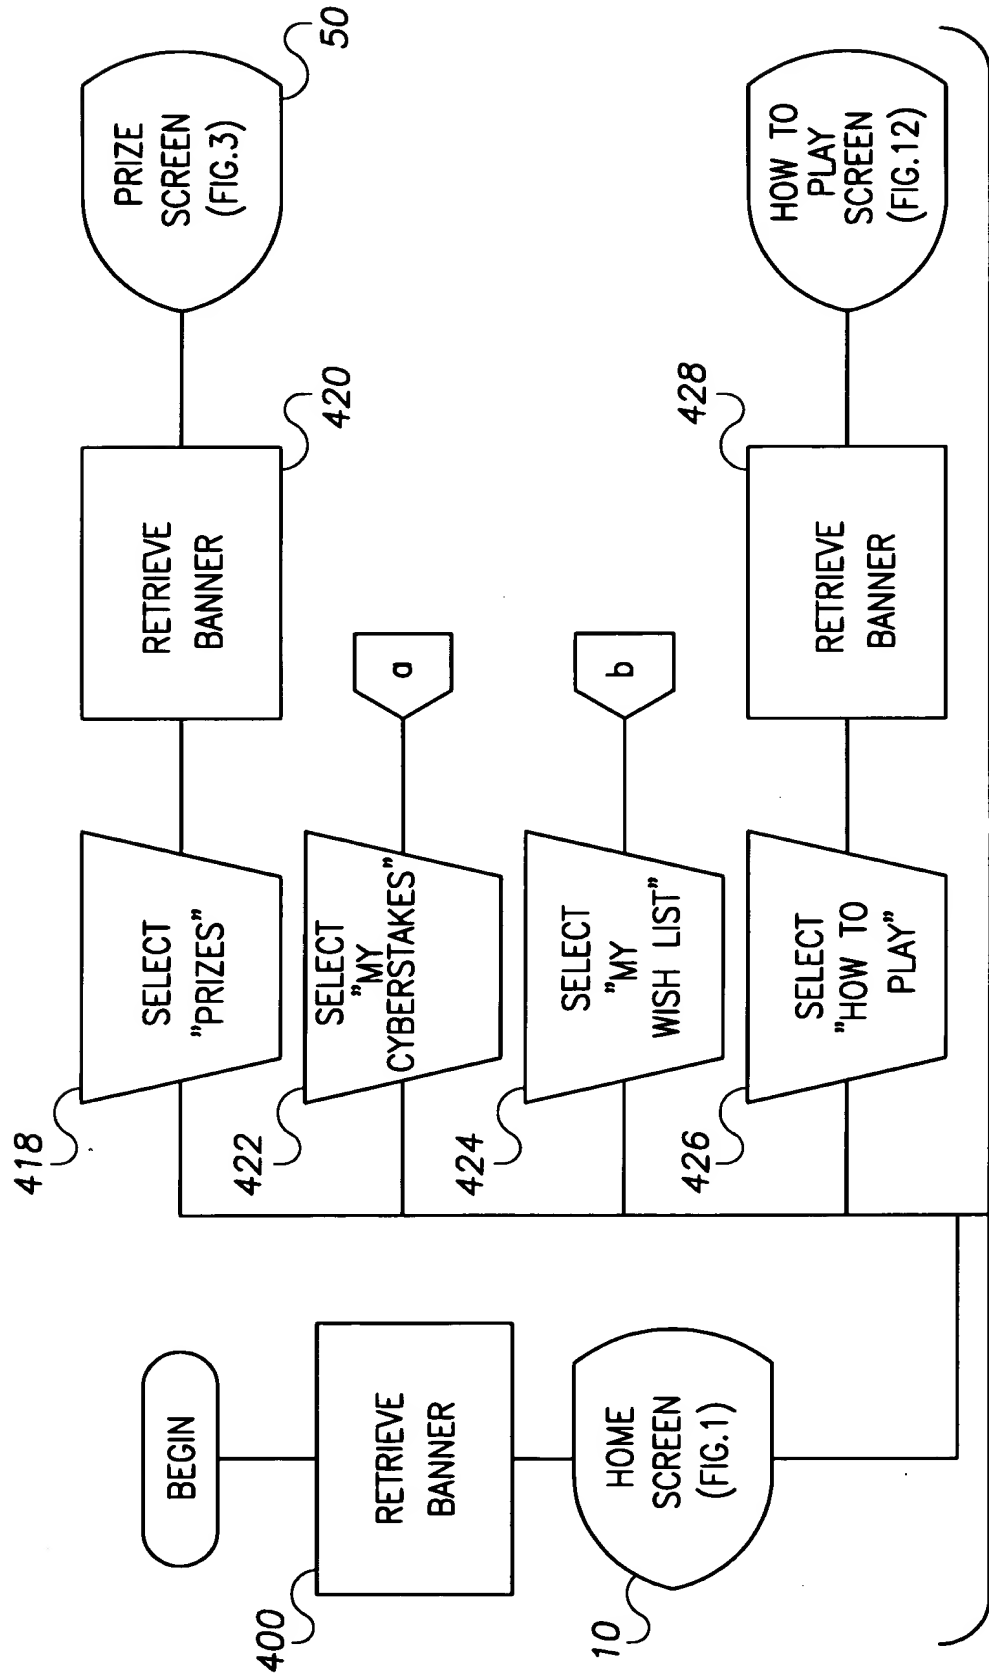 BEGIN
400
RETRIEVE
BANNER
10
HOME
SCREEN
(FIG.1)
418
SELECT
"PRIZES"
420
RETRIEVE
BANNER
50
PRIZE
SCREEN
(FIG.3)
422
SELECT
"MY
CYBERSTAKES"
a
424
SELECT
"MY
WISH LIST"
b
426
SELECT
"HOW TO
PLAY"
428
RETRIEVE
BANNER
HOW TO
PLAY
SCREEN
(FIG.12)